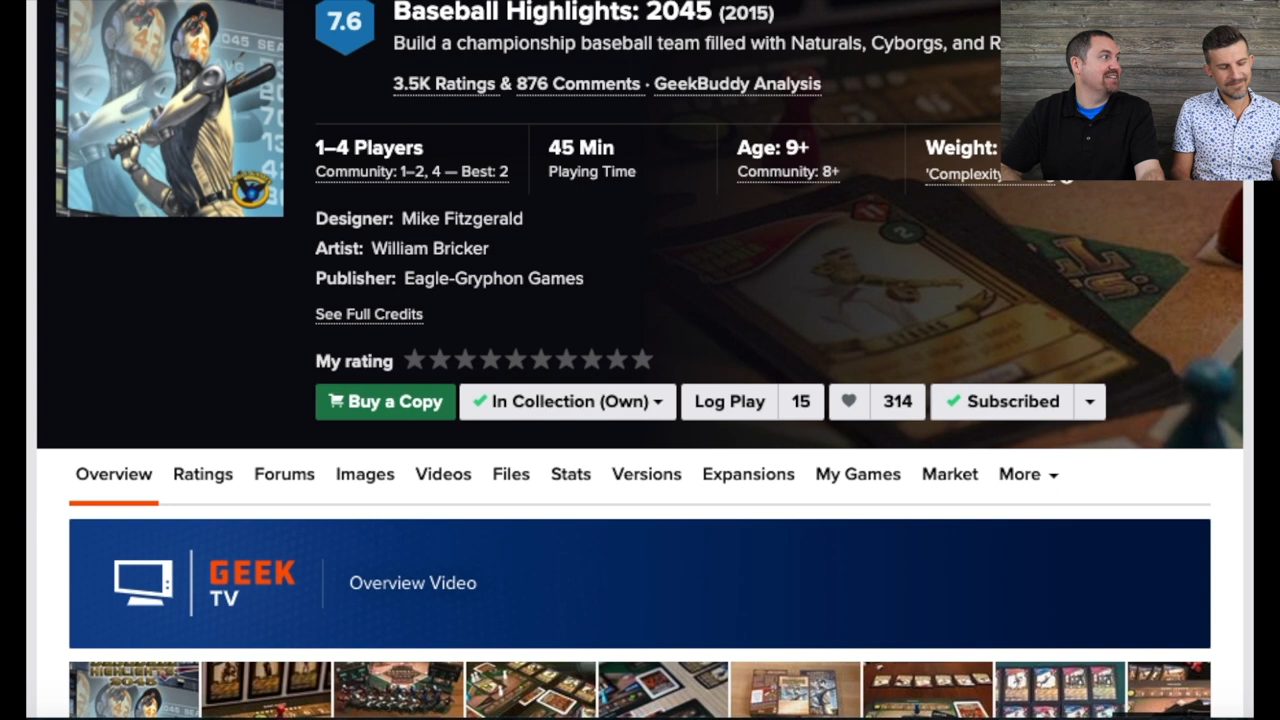 7.6
Baseball Highlights: 2045 (2015)
Build a championship baseball team filled with Naturals, Cyborgs, and R
3.5K Ratings & 876 Comments · GeekBuddy Analysis
1–4 Players
45 Min
Age: 9+
Weight:
Community: 1–2, 4 — Best: 2
Playing Time
Community: 8+
'Complexity
Designer: Mike Fitzgerald
Artist: William Bricker
Publisher: Eagle-Gryphon Games
See Full Credits
My rating
Buy a Copy
In Collection (Own)
Log Play
15
314
Subscribed
Overview
Ratings
Forums
Images
Videos
Files
Stats
Versions
Expansions
My Games
Market
More
GEEK
TV
Overview Video